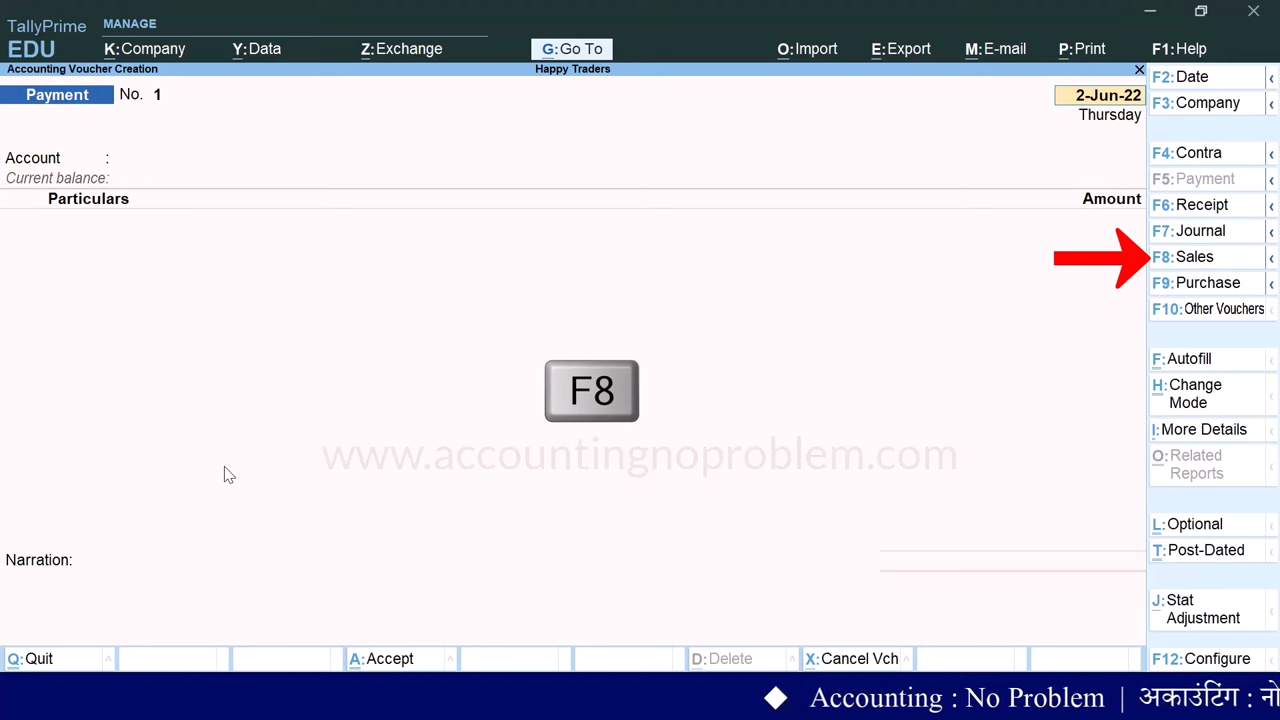 TallyPrime
EDU
MANAGE
K:Company
Y:Data
Z:Exchange
G:Go To
O:Import
E:Export
M:E-mail
P:Print
F1:Help
Accounting Voucher Creation
Happy Traders
Payment No. 1
2-Jun-22
Thursday
Account :
Current balance:
Particulars
Amount
F8
www.accountingnoproblem.com
Narration:
F2:Date
F3:Company
F4:Contra
F5:Payment
F6:Receipt
F7:Journal
F8:Sales
F9:Purchase
F10:Other Vouchers
F:Autofill
H:Change
Mode
I:More Details
O:Related
Reports
L:Optional
T:Post-Dated
J:Stat
Adjustment
F12:Configure
Q:Quit
A:Accept
D:Delete
X:Cancel Vch
Accounting : No Problem | अकाउंटिंग : नो